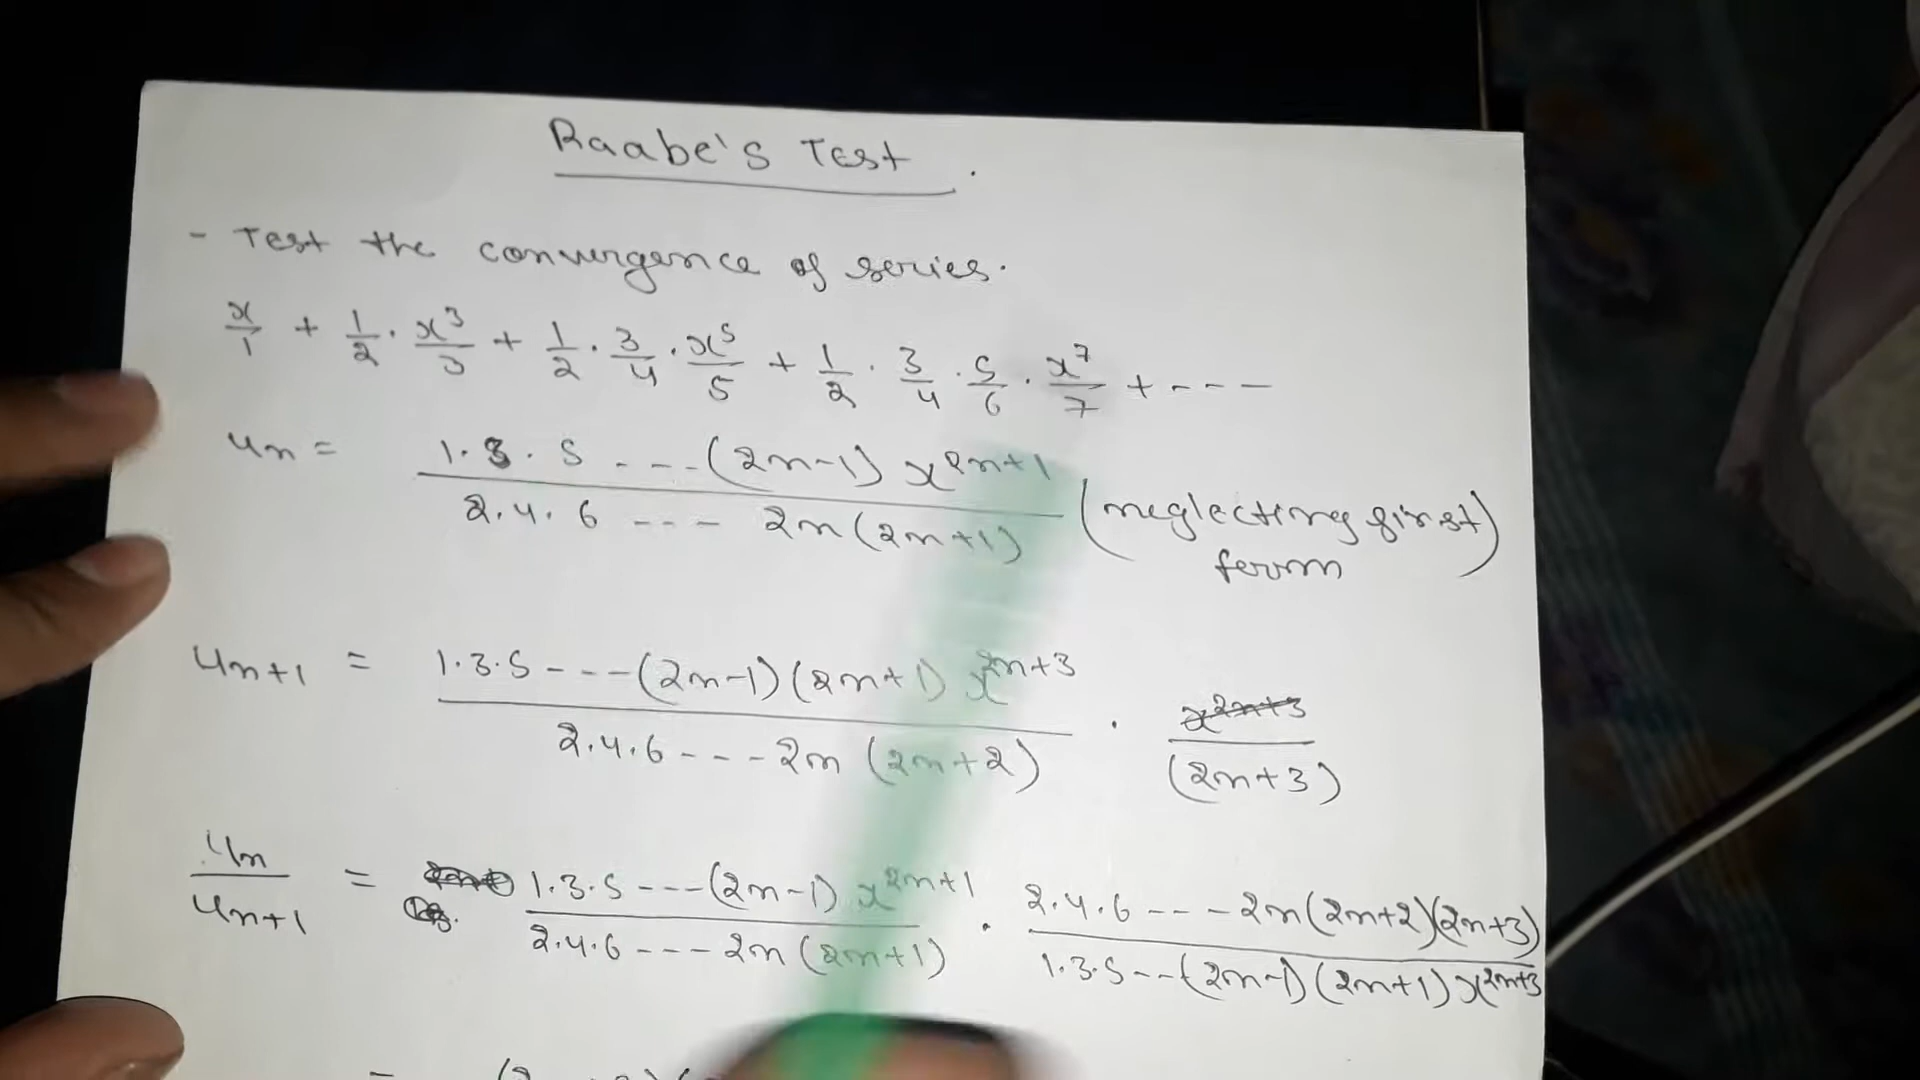 Raabe's Test.
- Test the convergence of series.
x/1 + 1/2 . x^3/3 + 1/2 . 3/4 . x^5/5 + 1/2 . 3/4 . 5/6 . x^7/7 + ----
un = 1.3.5 ---- (2n-1) x^2n+1 / 2.4.6 ---- 2n(2n+1) (neglecting first)
term
un+1 = 1.3.5 --- (2n-1)(2n+1) x^2n+3 / 2.4.6 --- 2n (2n+2) . x^2n+3 / (2n+3)
un / un+1 = 1.3.5 --- (2n-1) x^2n+1 / 2.4.6 --- 2n (2n+1) . 2.4.6 --- 2n(2n+2)(2n+3) / 1.3.5 -- (2n-1)(2n+1) x^2n+3